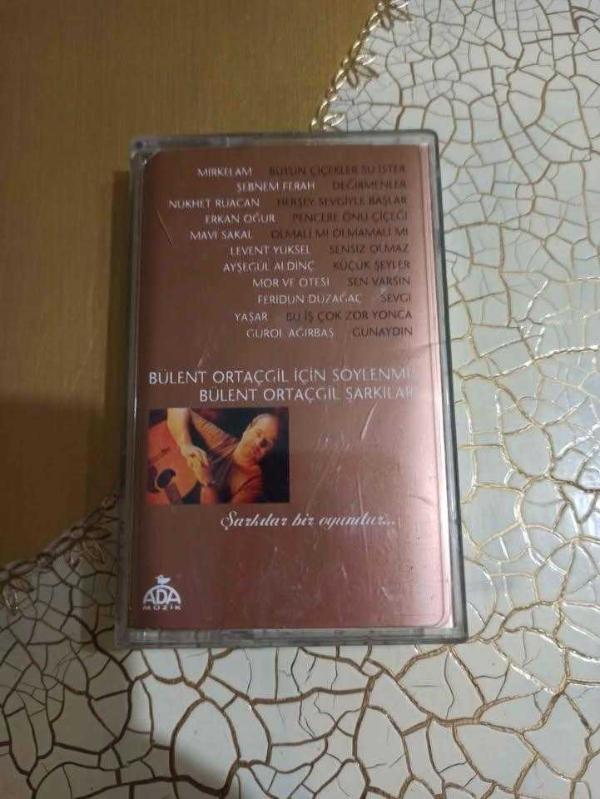 MİRKELAM BÜTÜN ÇİÇEKLER SU İSTER
ŞEBNEM FERAH DEĞİRMENLER
NÜKHET RUACAN HERŞEY SEVGİYLE BAŞLAR
ERKAN OĞUR PENCERE ÖNÜ ÇİÇEĞİ
MAVİ SAKAL OLMALI MI OLMAMALI MI
LEVENT YÜKSEL SENSİZ OLMAZ
AYŞEGÜL ALDİNÇ KÜÇÜK ŞEYLER
MOR VE ÖTESİ SEN VARSIN
FERİDUN DÜZAĞAÇ SEVGİ
YAŞAR BU İŞ ÇOK ZOR YONCA
GÜROL AĞIRBAŞ GÜNAYDIN
BÜLENT ORTAÇGİL İÇİN SÖYLENMİŞ
BÜLENT ORTAÇGİL ŞARKILAR
Şarkılar bir oyundur...
ADA
MÜZİK